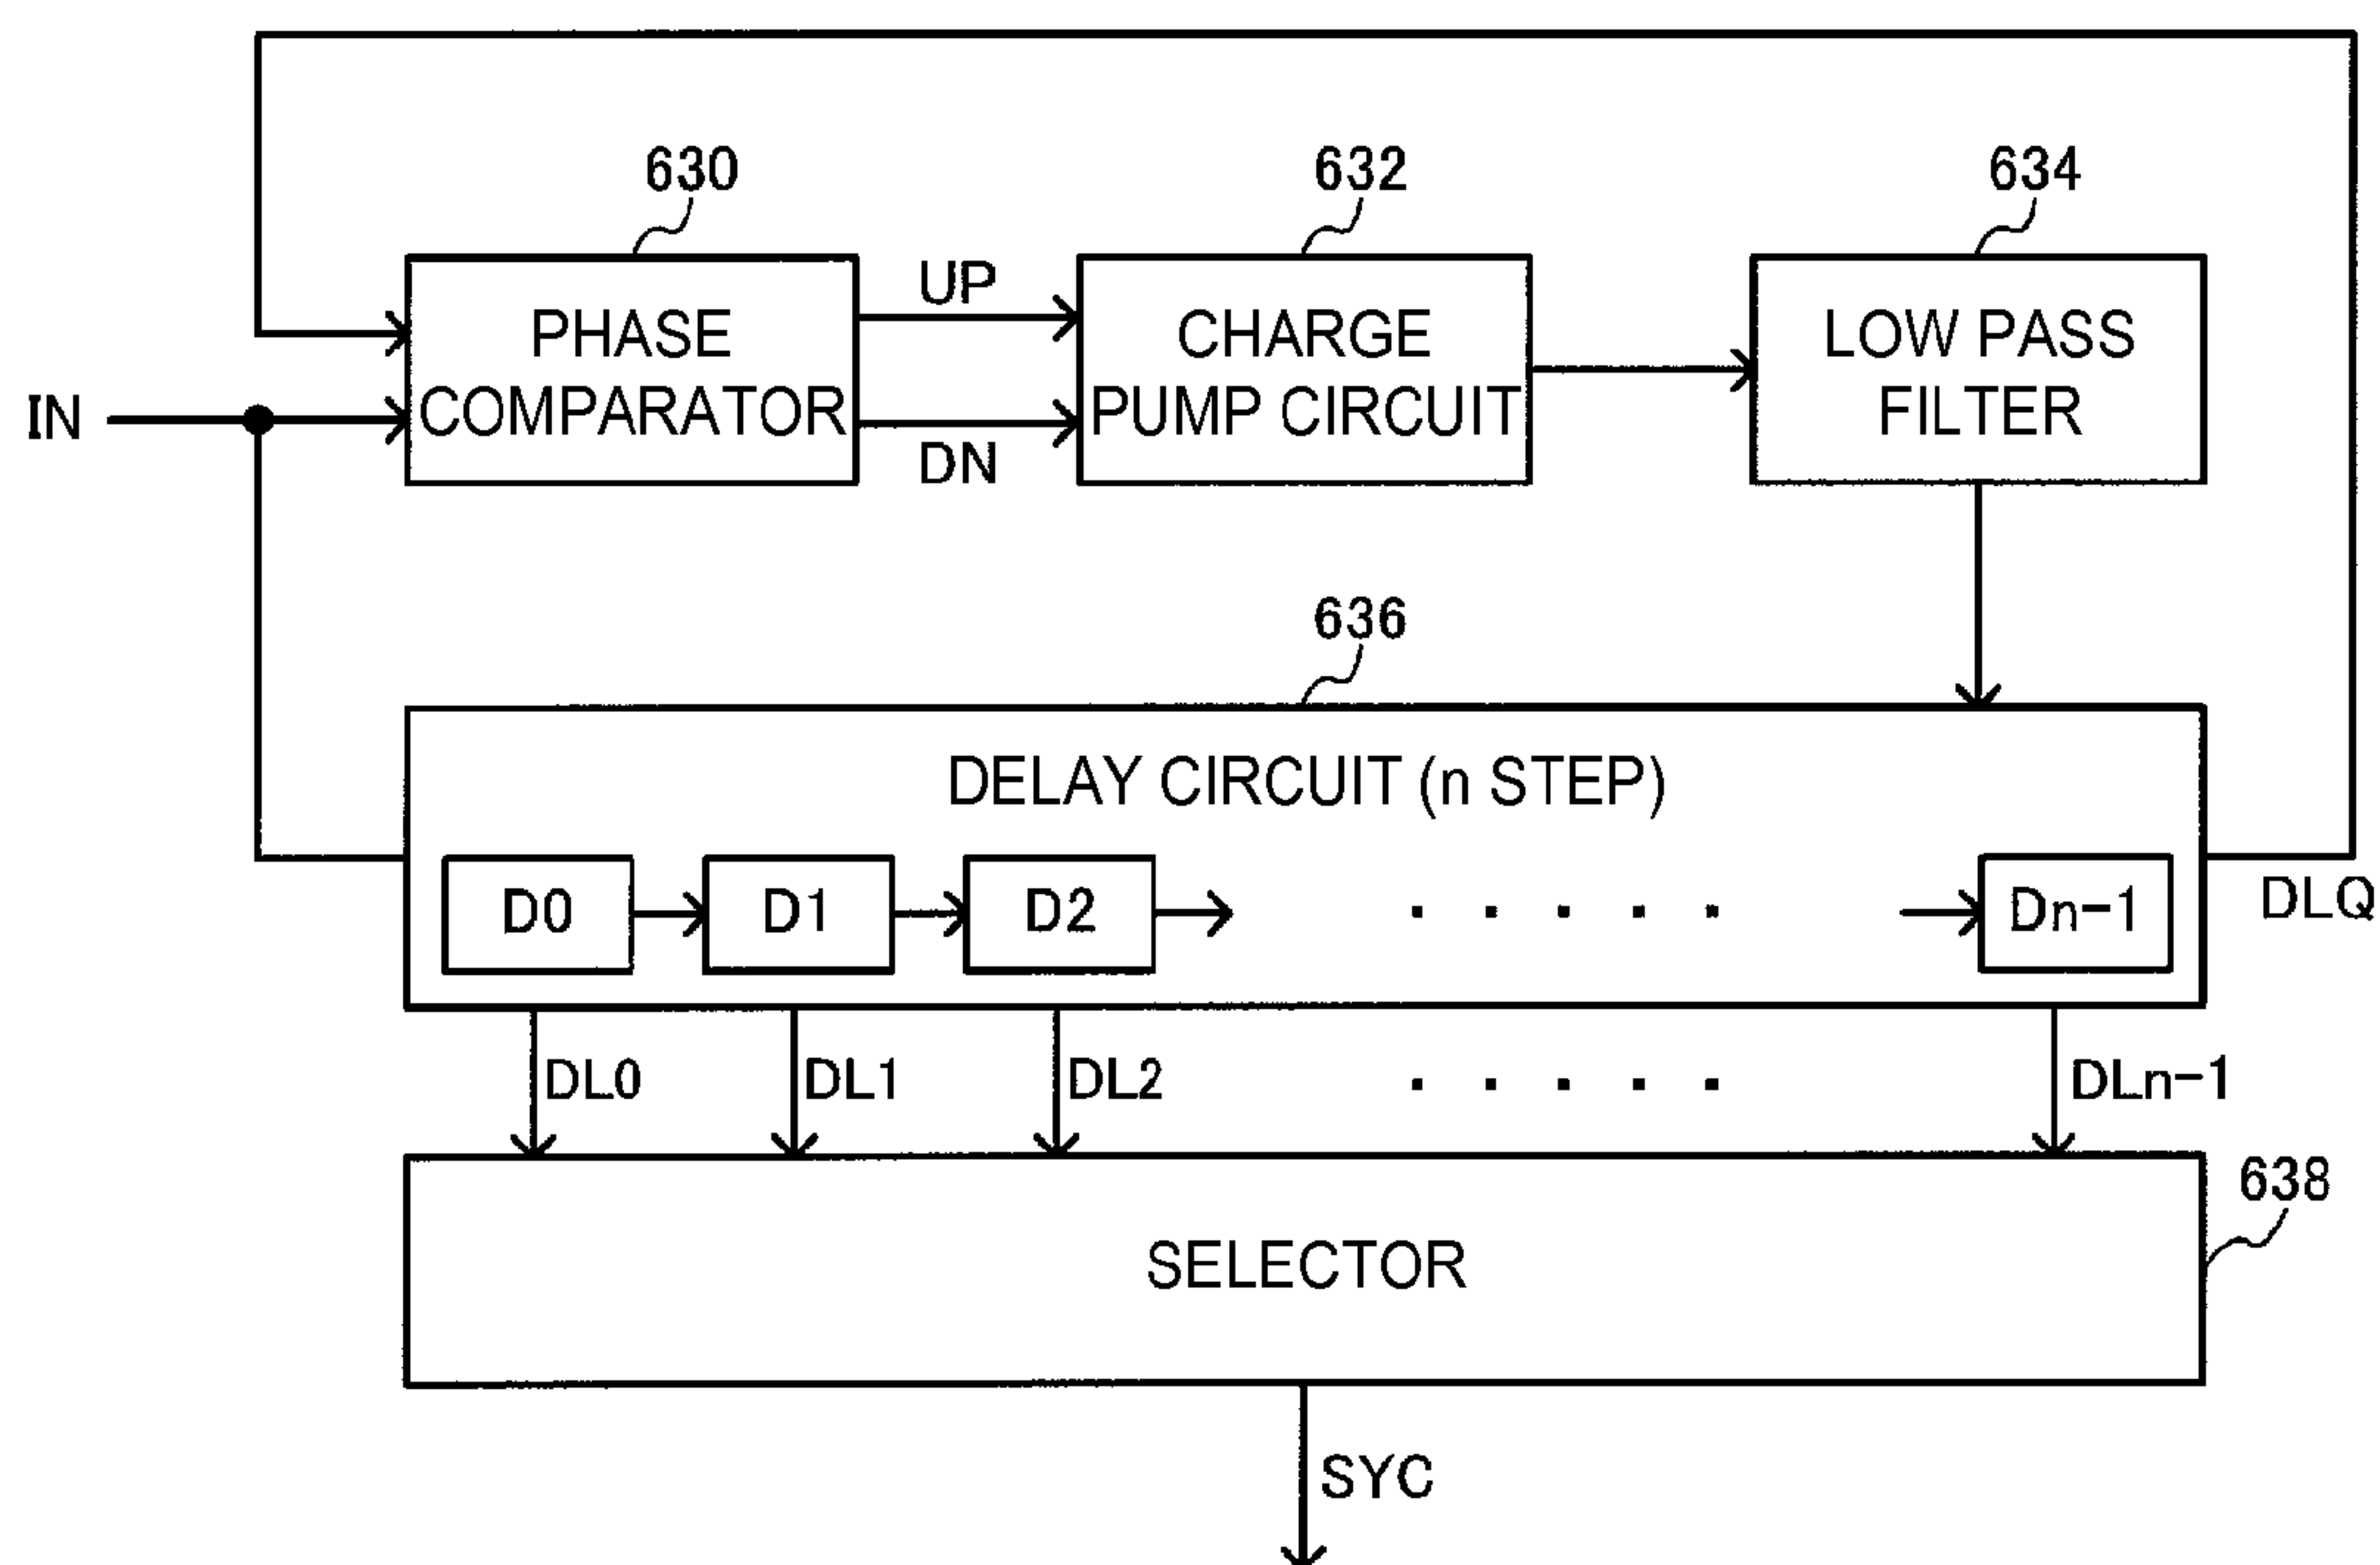 630
632
634
PHASE
COMPARATOR
UP
DN
CHARGE
PUMP CIRCUIT
LOW PASS
FILTER
IN
636
DELAY CIRCUIT (n STEP)
D0
D1
D2
· · · · ·
Dn-1
DLQ
DL0
DL1
DL2
· · · · ·
DLn-1
638
SELECTOR
SYC